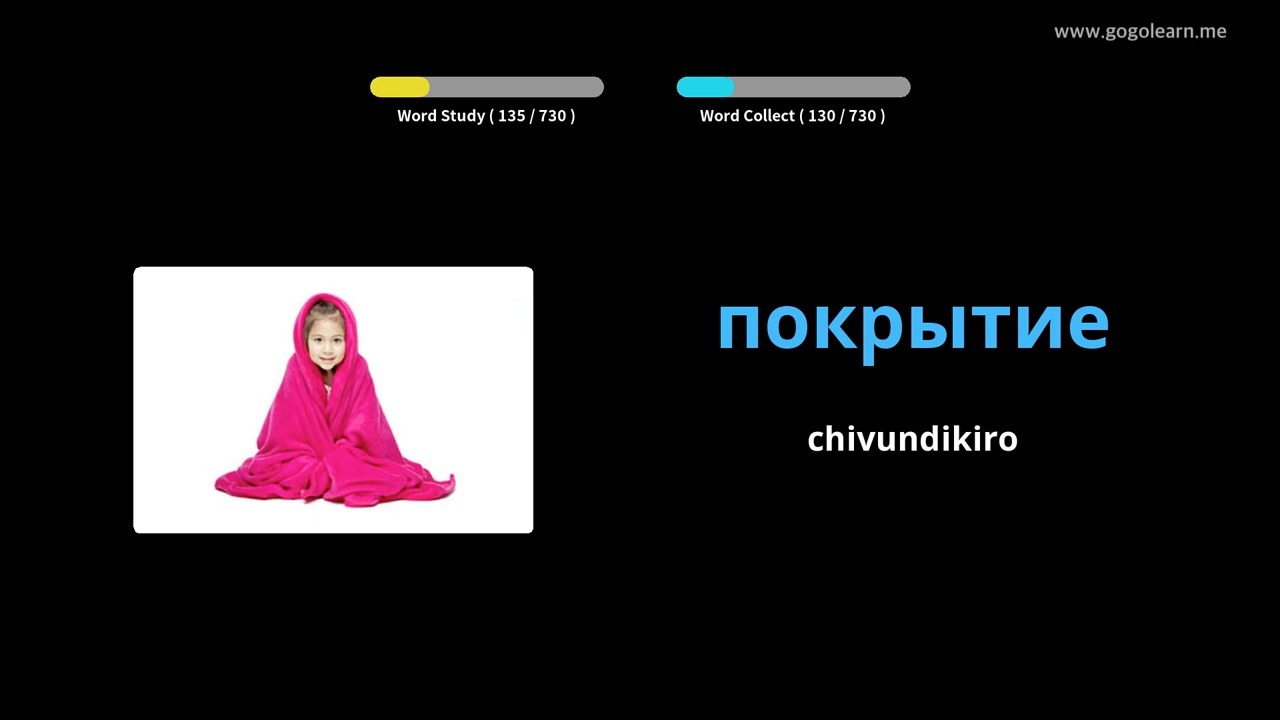 www.gogolearn.me
Word Study ( 135 / 730 )
Word Collect ( 130 / 730 )
покрытие
chivundikiro